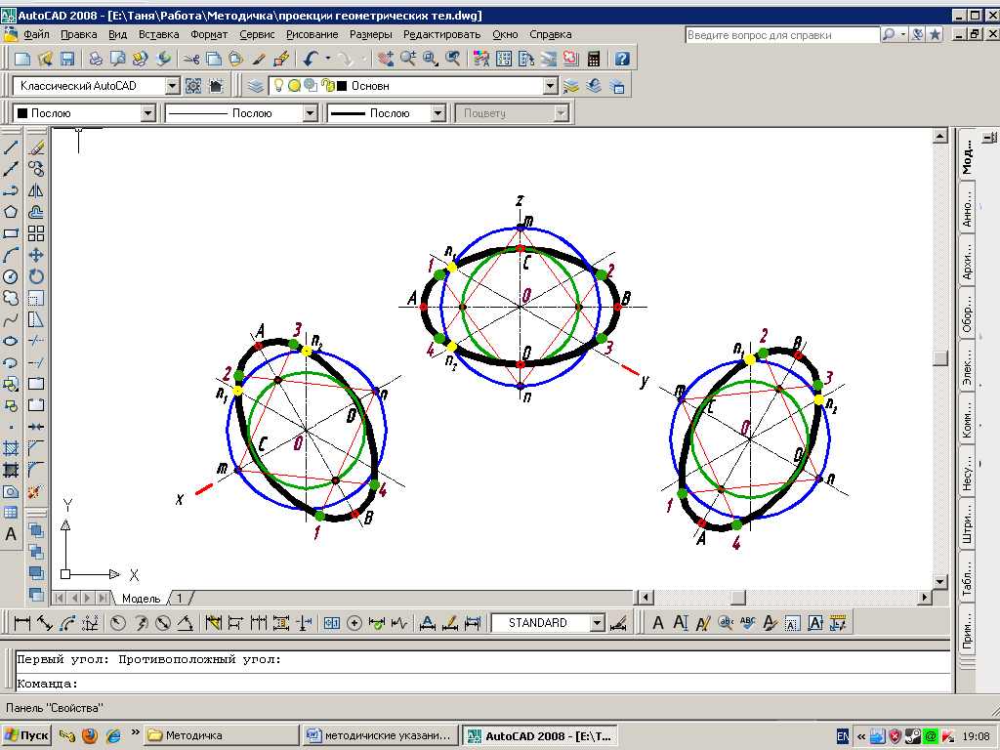 AutoCAD 2008 - [E:\Таня\Работа\Методичка\проекции геометрических тел.dwg]
Файл Правка Вид Вставка Формат Сервис Рисование Размеры Редактировать Окно Справка
Введите вопрос для справки
Классический AutoCAD
Основн
Послою
Послою
Послою
Поцвету
z
m
n₁
1
C
2
A
O
B
4
D
3
n₂
n
y
A
3
n₂
2
n₁
n
D
C
O
m
4
x
B
1
n₁
2
B
3
m
C
n₂
O
D
n
1
A
4
Y
X
Мод...
Анно...
Архи...
Обор...
Элек...
Комм...
Несу...
Штри...
Табл...
Прим...
Модель
1
STANDARD
Первый угол: Противоположный угол:
Команда:
Панель "Свойства"
Пуск
Методичка
методичиские указани...
AutoCAD 2008 - [E:\Т...
EN
19:08